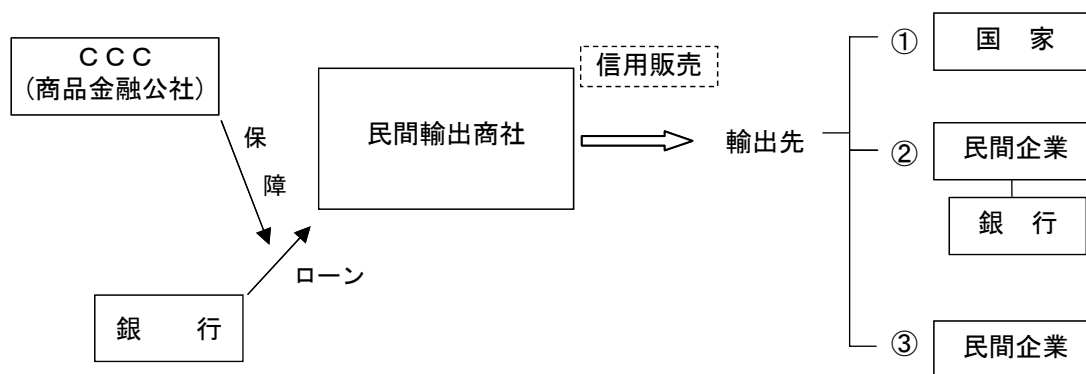 CCC
(商品金融公社)
保
障
銀　行
ローン
民間輸出商社
信用販売
輸出先
① 国　家
② 民間企業
銀　行
③ 民間企業